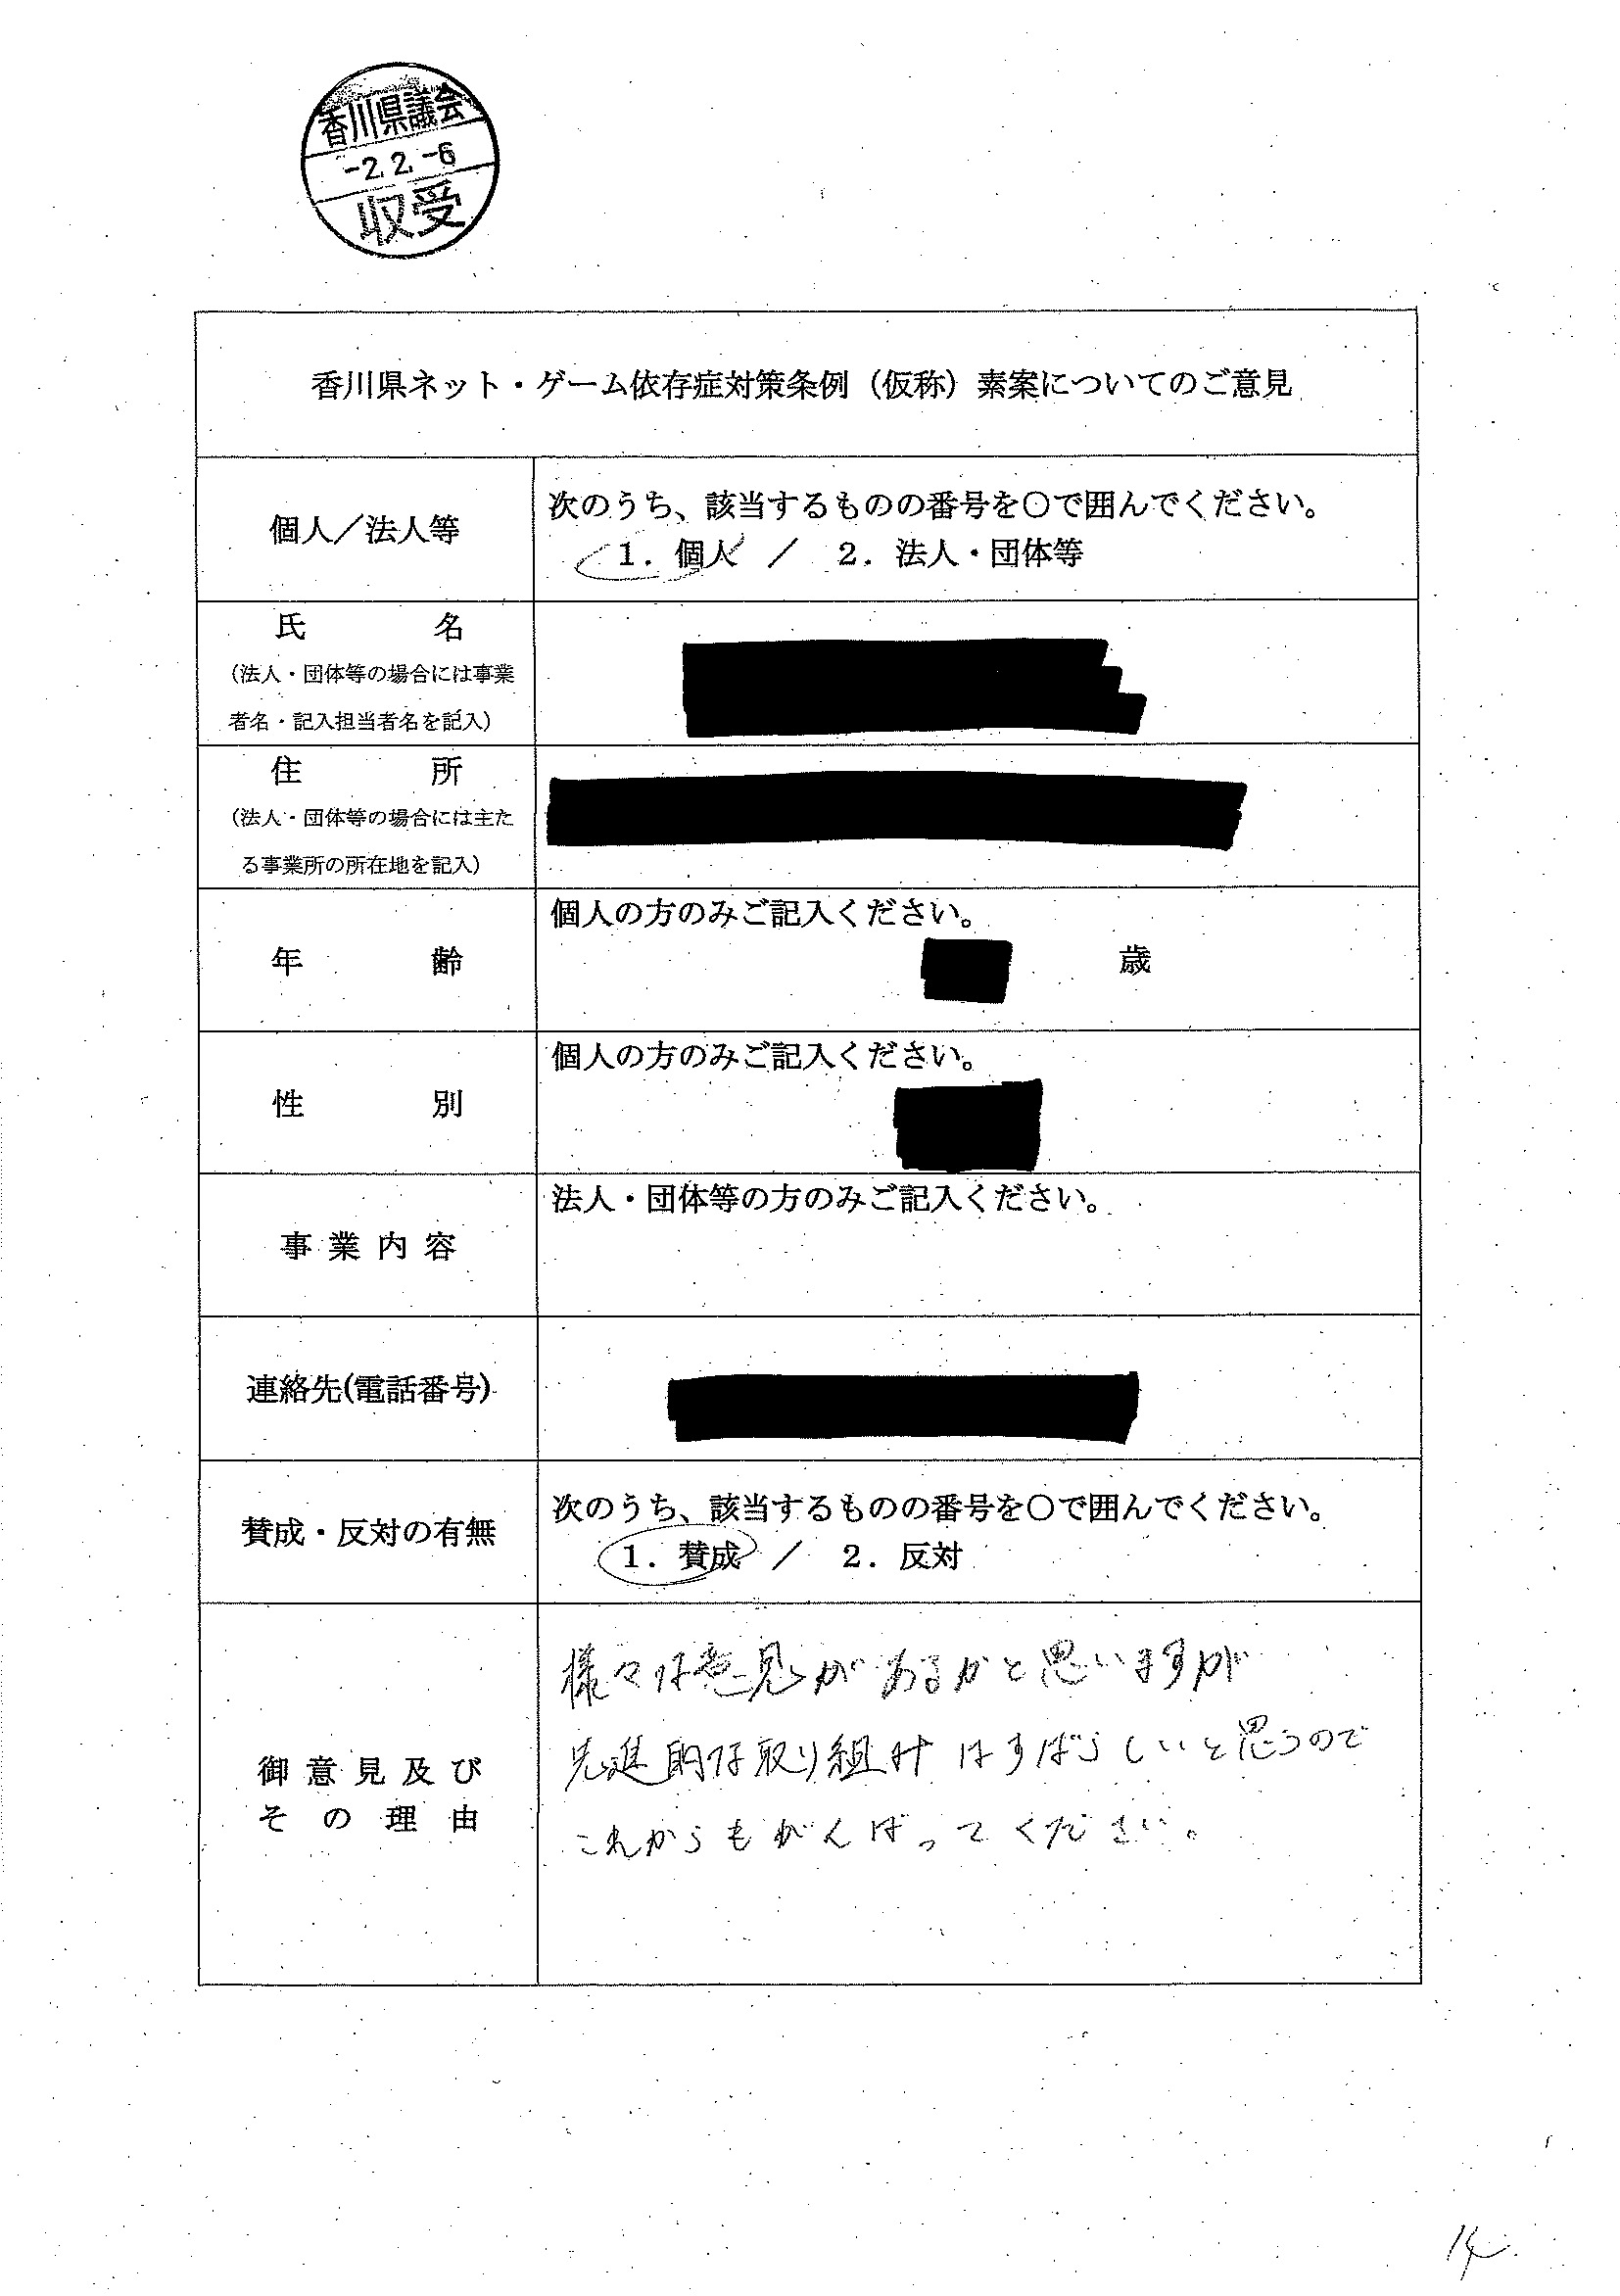 香川県議会
-2.2.-6
収受
香川県ネット・ゲーム依存症対策条例（仮称）素案についてのご意見
個人／法人等
次のうち、該当するものの番号を○で囲んでください。
1. 個人 ／ 2. 法人・団体等
氏名
（法人・団体等の場合には事業
者名・記入担当者名を記入）
住所
（法人・団体等の場合には主た
る事業所の所在地を記入）
年齢
個人の方のみご記入ください。
歳
性別
個人の方のみご記入ください。
事業内容
法人・団体等の方のみご記入ください。
連絡先(電話番号)
賛成・反対の有無
次のうち、該当するものの番号を○で囲んでください。
1. 賛成 ／ 2. 反対
御意見及び
その理由
様々な意見があるかと思いますが
先進的な取り組みはすばらしいと思うので
これからもがんばってください。